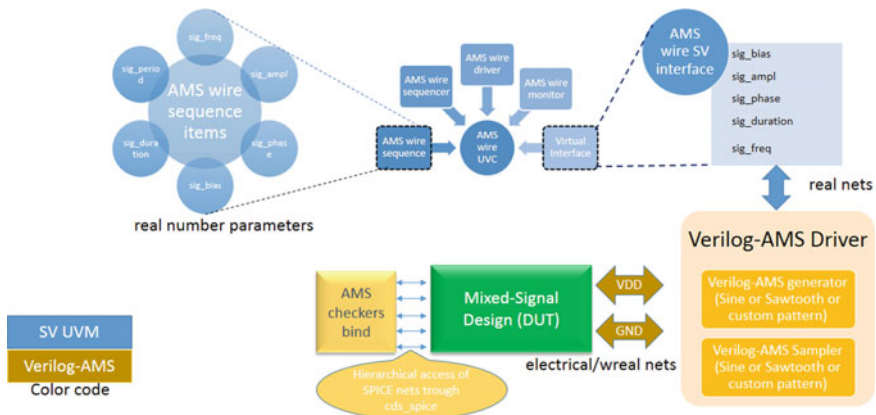 sig_freq
sig_perio
d
sig_ampl
AMS wire
sequence
items
sig_dura
tion
sig_phas
e
sig_bias
real number parameters
AMS wire
sequencer
AMS wire
driver
AMS wire
monitor
AMS wire
sequence
AMS
wire
UVC
Virtual
Interface
AMS
wire SV
interface
sig_bias
sig_ampl
sig_phase
sig_duration
sig_freq
real nets
Verilog-AMS Driver
Verilog-AMS generator
(Sine or Sawtooth or
custom pattern)
Verilog-AMS Sampler
(Sine or Sawtooth or
custom pattern)
AMS
checkers
bind
Mixed-Signal
Design (DUT)
VDD
GND
electrical/wreal nets
Hierarchical access of
SPICE nets trough
cds_spice
SV UVM
Verilog-AMS
Color code